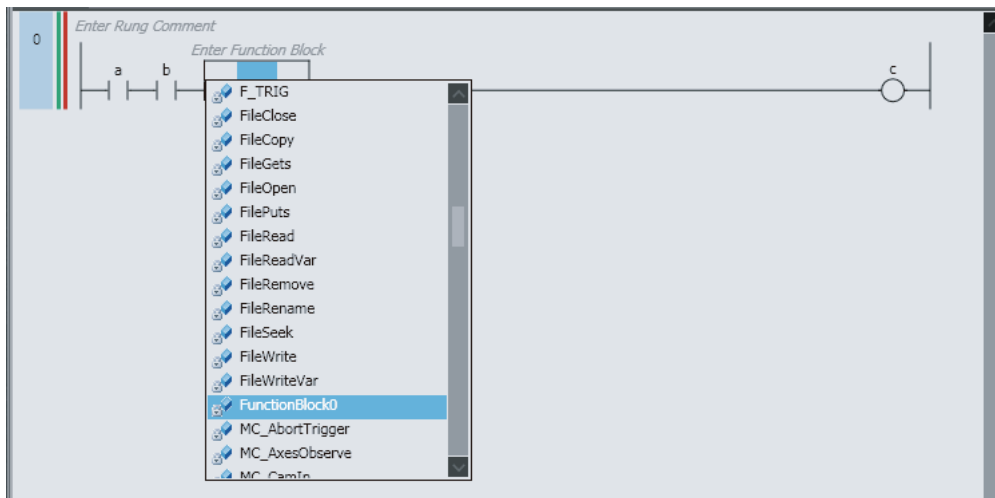 Enter Rung Comment
0
Enter Function Block
a b c
F_TRIG
FileClose
FileCopy
FileGets
FileOpen
FilePuts
FileRead
FileReadVar
FileRemove
FileRename
FileSeek
FileWrite
FileWriteVar
FunctionBlock0
MC_AbortTrigger
MC_AxesObserve
MC_CamIn